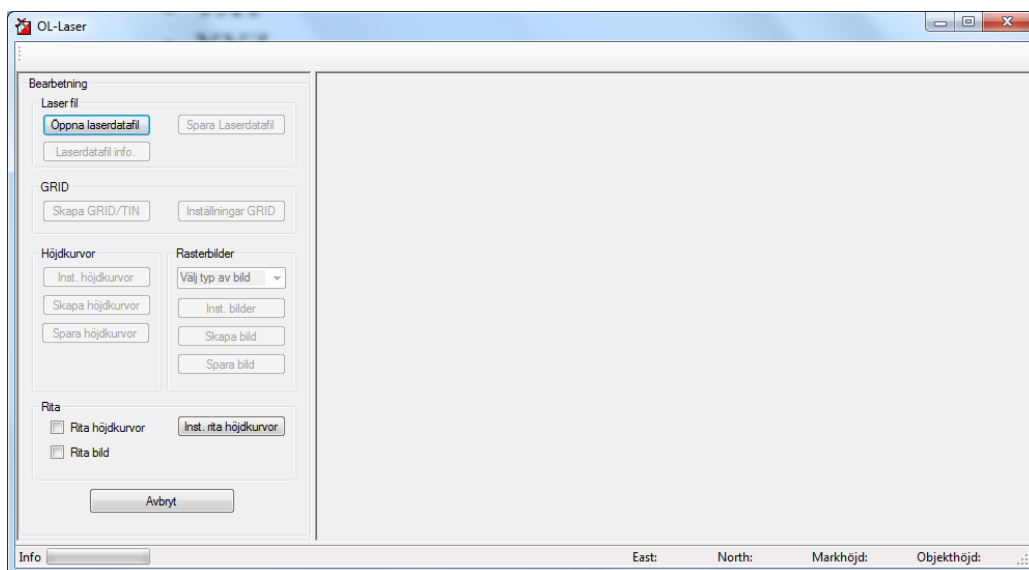 OL-Laser
Bearbetning
Laser fil
Öppna laserdatafil Spara Laserdatafil
Laserdatafil info.
GRID
Skapa GRID/TIN Inställningar GRID
Höjdkurvor Rasterbilder
Inst. höjdkurvor Välj typ av bild
Skapa höjdkurvor Inst. bilder
Spara höjdkurvor Skapa bild
Spara bild
Rita
Rita höjdkurvor Inst. rita höjdkurvor
Rita bild
Avbryt
Info East: North: Markhöjd: Objekthöjd: